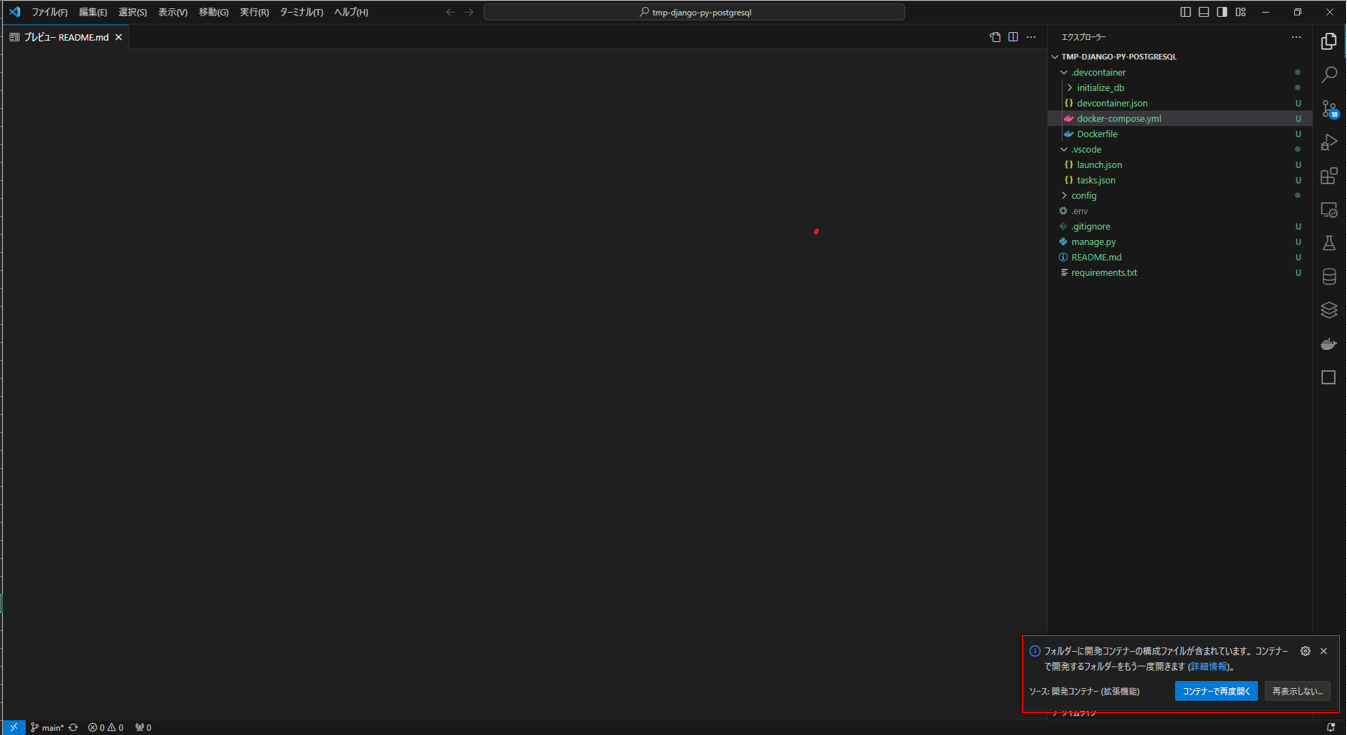 ファイル(F) 編集(E) 選択(S) 表示(V) 移動(G) 実行(R) ターミナル(T) ヘルプ(H)
tmp-django-py-postgresql
プレビュー README.md
エクスプローラー
TMP-DJANGO-PY-POSTGRESQL
.devcontainer
initialize_db
devcontainer.json U
docker-compose.yml U
Dockerfile U
.vscode
launch.json U
tasks.json U
config
.env
.gitignore U
manage.py U
README.md U
requirements.txt U
18
フォルダーに開発コンテナーの構成ファイルが含まれています。コンテナー
で開発するフォルダーをもう一度開きます (詳細情報)。
ソース: 開発コンテナー (拡張機能)
コンテナーで再度開く
再表示しない...
タイムライン
main* 0 0 0